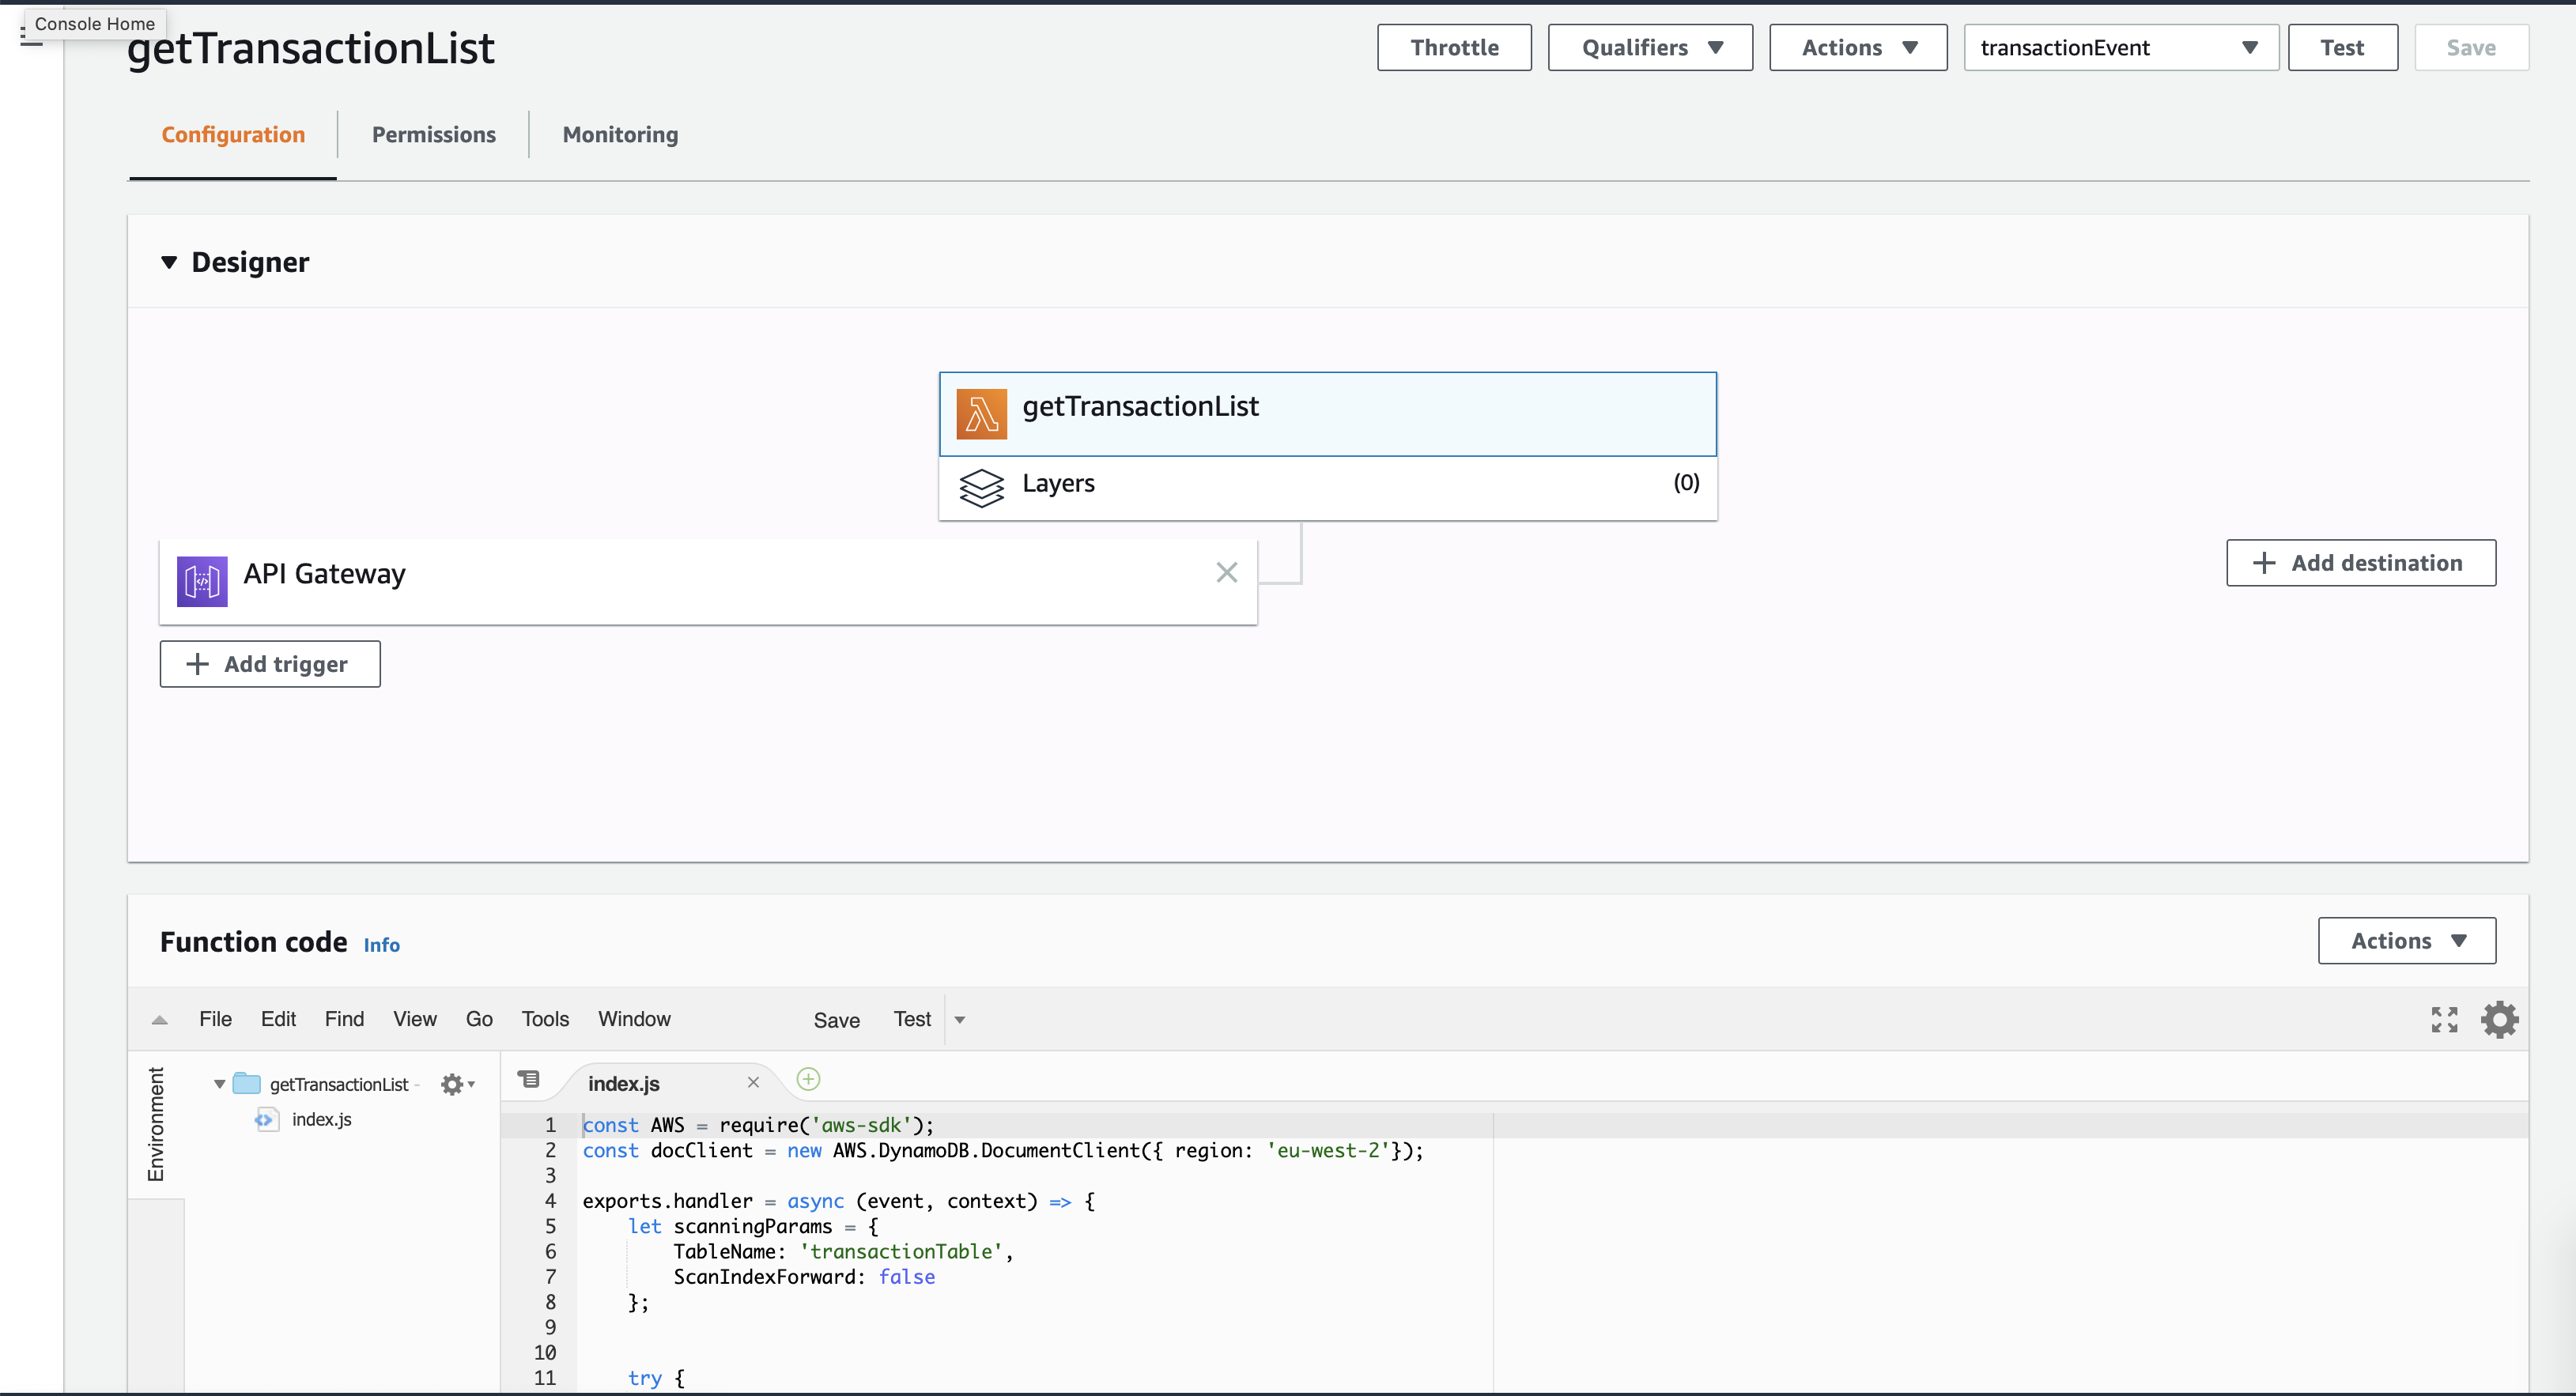 Console Home
getTransactionList
Throttle
Qualifiers
Actions
transactionEvent
Test
Save
Configuration
Permissions
Monitoring
Designer
getTransactionList
Layers
(0)
API Gateway
Add destination
Add trigger
Function code Info
Actions
File Edit Find View Go Tools Window Save Test
Environment
getTransactionList -
index.js
index.js
1 const AWS = require('aws-sdk');
2 const docClient = new AWS.DynamoDB.DocumentClient({ region: 'eu-west-2'});
3
4 exports.handler = async (event, context) => {
5 let scanningParams = {
6 TableName: 'transactionTable',
7 ScanIndexForward: false
8 };
9
10
11 try {